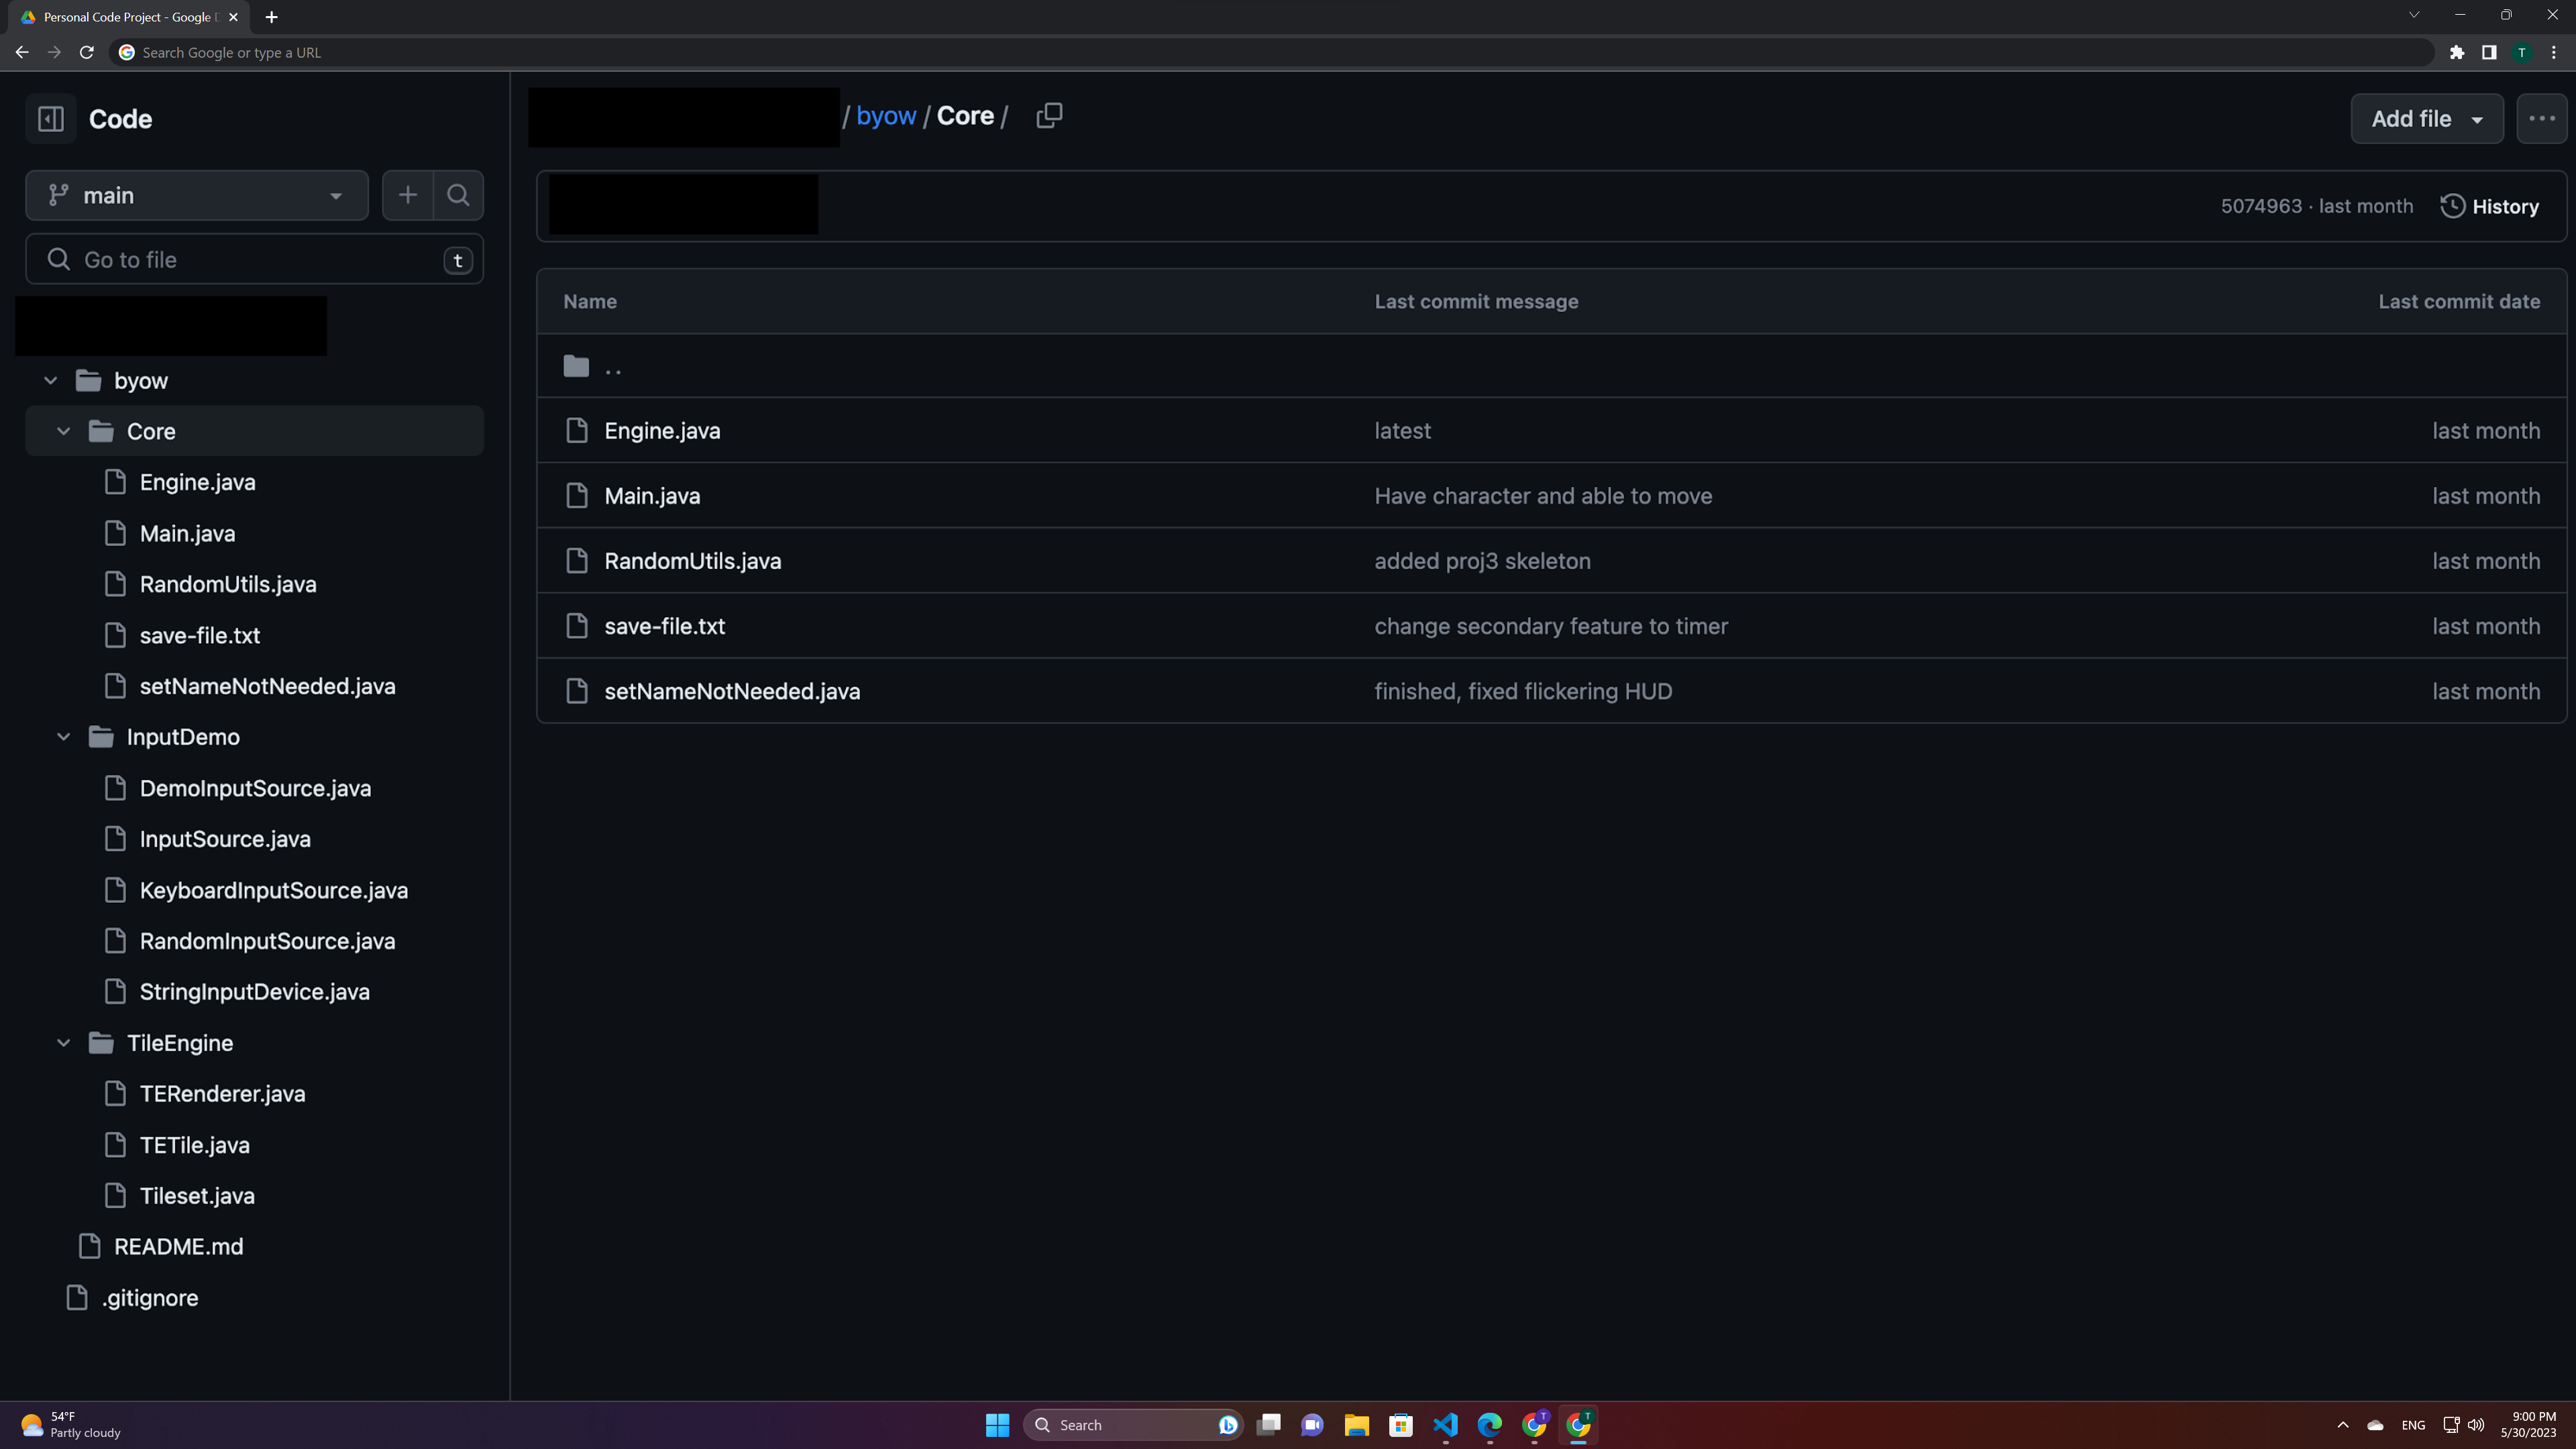 Personal Code Project - Google D
Search Google or type a URL
T
Code
main
Go to file
t
byow
Core
Engine.java
Main.java
RandomUtils.java
save-file.txt
setNameNotNeeded.java
InputDemo
DemoInputSource.java
InputSource.java
KeyboardInputSource.java
RandomInputSource.java
StringInputDevice.java
TileEngine
TERenderer.java
TETile.java
Tileset.java
README.md
.gitignore
/ byow / Core /
Add file
5074963 · last month History
Name Last commit message Last commit date
..
Engine.java latest last month
Main.java Have character and able to move last month
RandomUtils.java added proj3 skeleton last month
save-file.txt change secondary feature to timer last month
setNameNotNeeded.java finished, fixed flickering HUD last month
54°F
Partly cloudy
Search
T
T
ENG
9:00 PM
5/30/2023